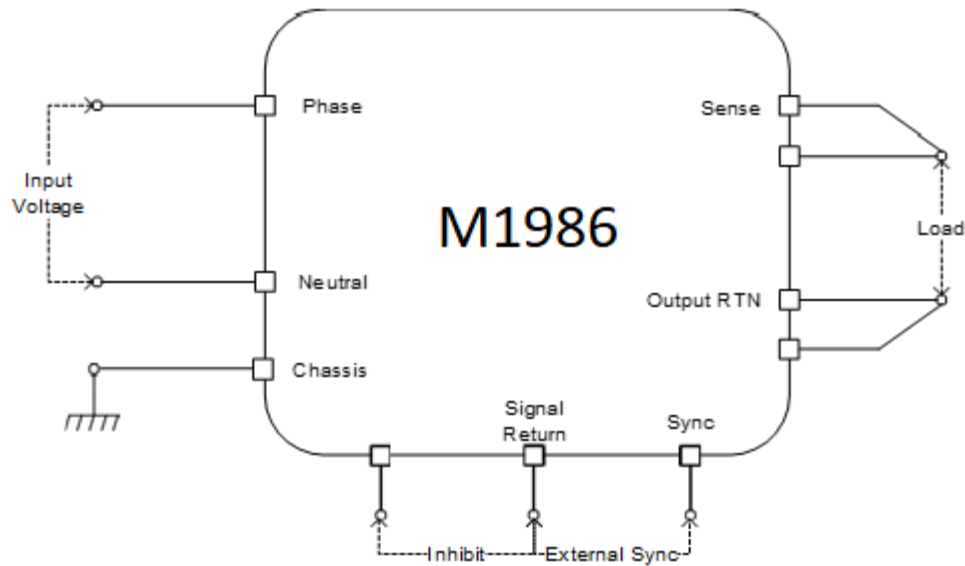 Phase
Sense
Input
Voltage
M1986
Load
Neutral
Output RTN
Chassis
Signal
Return
Sync
Inhibit
External Sync